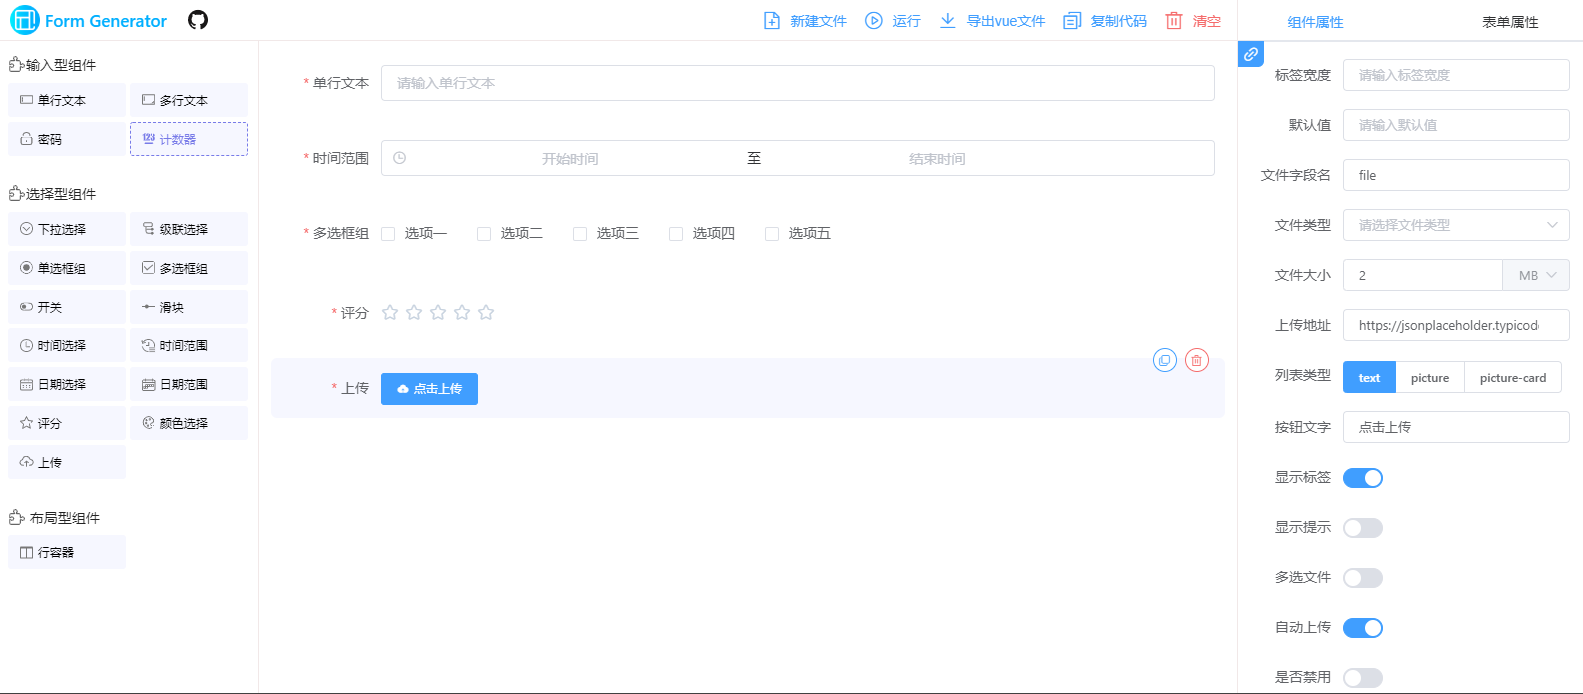 Form Generator
新建文件 运行 导出vue文件 复制代码 清空
组件属性 表单属性
输入型组件
单行文本 多行文本
密码 计数器
选择型组件
下拉选择 级联选择
单选框组 多选框组
开关 滑块
时间选择 时间范围
日期选择 日期范围
评分 颜色选择
上传
布局型组件
行容器
* 单行文本 请输入单行文本
* 时间范围 开始时间 至 结束时间
* 多选框组 选项一 选项二 选项三 选项四 选项五
* 评分
* 上传 点击上传
标签宽度 请输入标签宽度
默认值 请输入默认值
文件字段名 file
文件类型 请选择文件类型
文件大小 2 MB
上传地址 https://jsonplaceholder.typicod
列表类型 text picture picture-card
按钮文字 点击上传
显示标签
显示提示
多选文件
自动上传
是否禁用